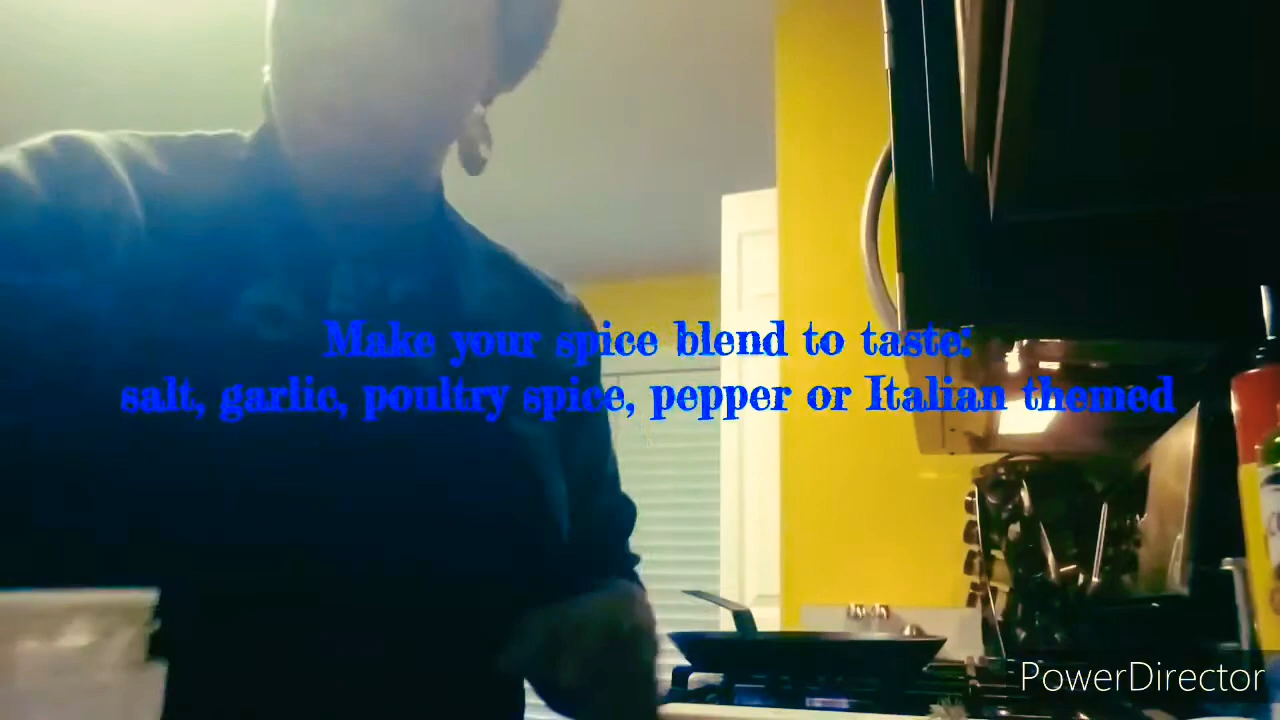 Make your spice blend to taste:
salt, garlic, poultry spice, pepper or Italian themed
PowerDirector